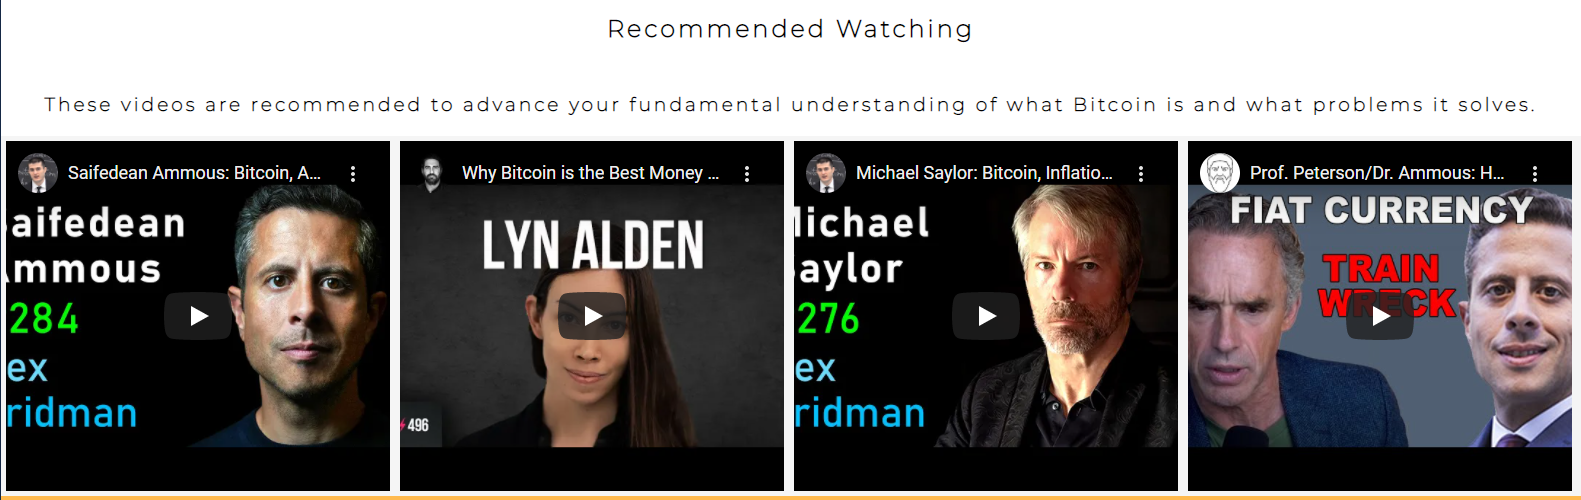 Recommended Watching
These videos are recommended to advance your fundamental understanding of what Bitcoin is and what problems it solves.
Saifedean Ammous: Bitcoin, A...
aifedean
mmous
284
ex
ridman
Why Bitcoin is the Best Money ...
LYN ALDEN
496
Michael Saylor: Bitcoin, Inflatio...
ichael
aylor
276
ex
ridman
Prof. Peterson/Dr. Ammous: H...
FIAT CURRENCY
TRAIN
WRECK